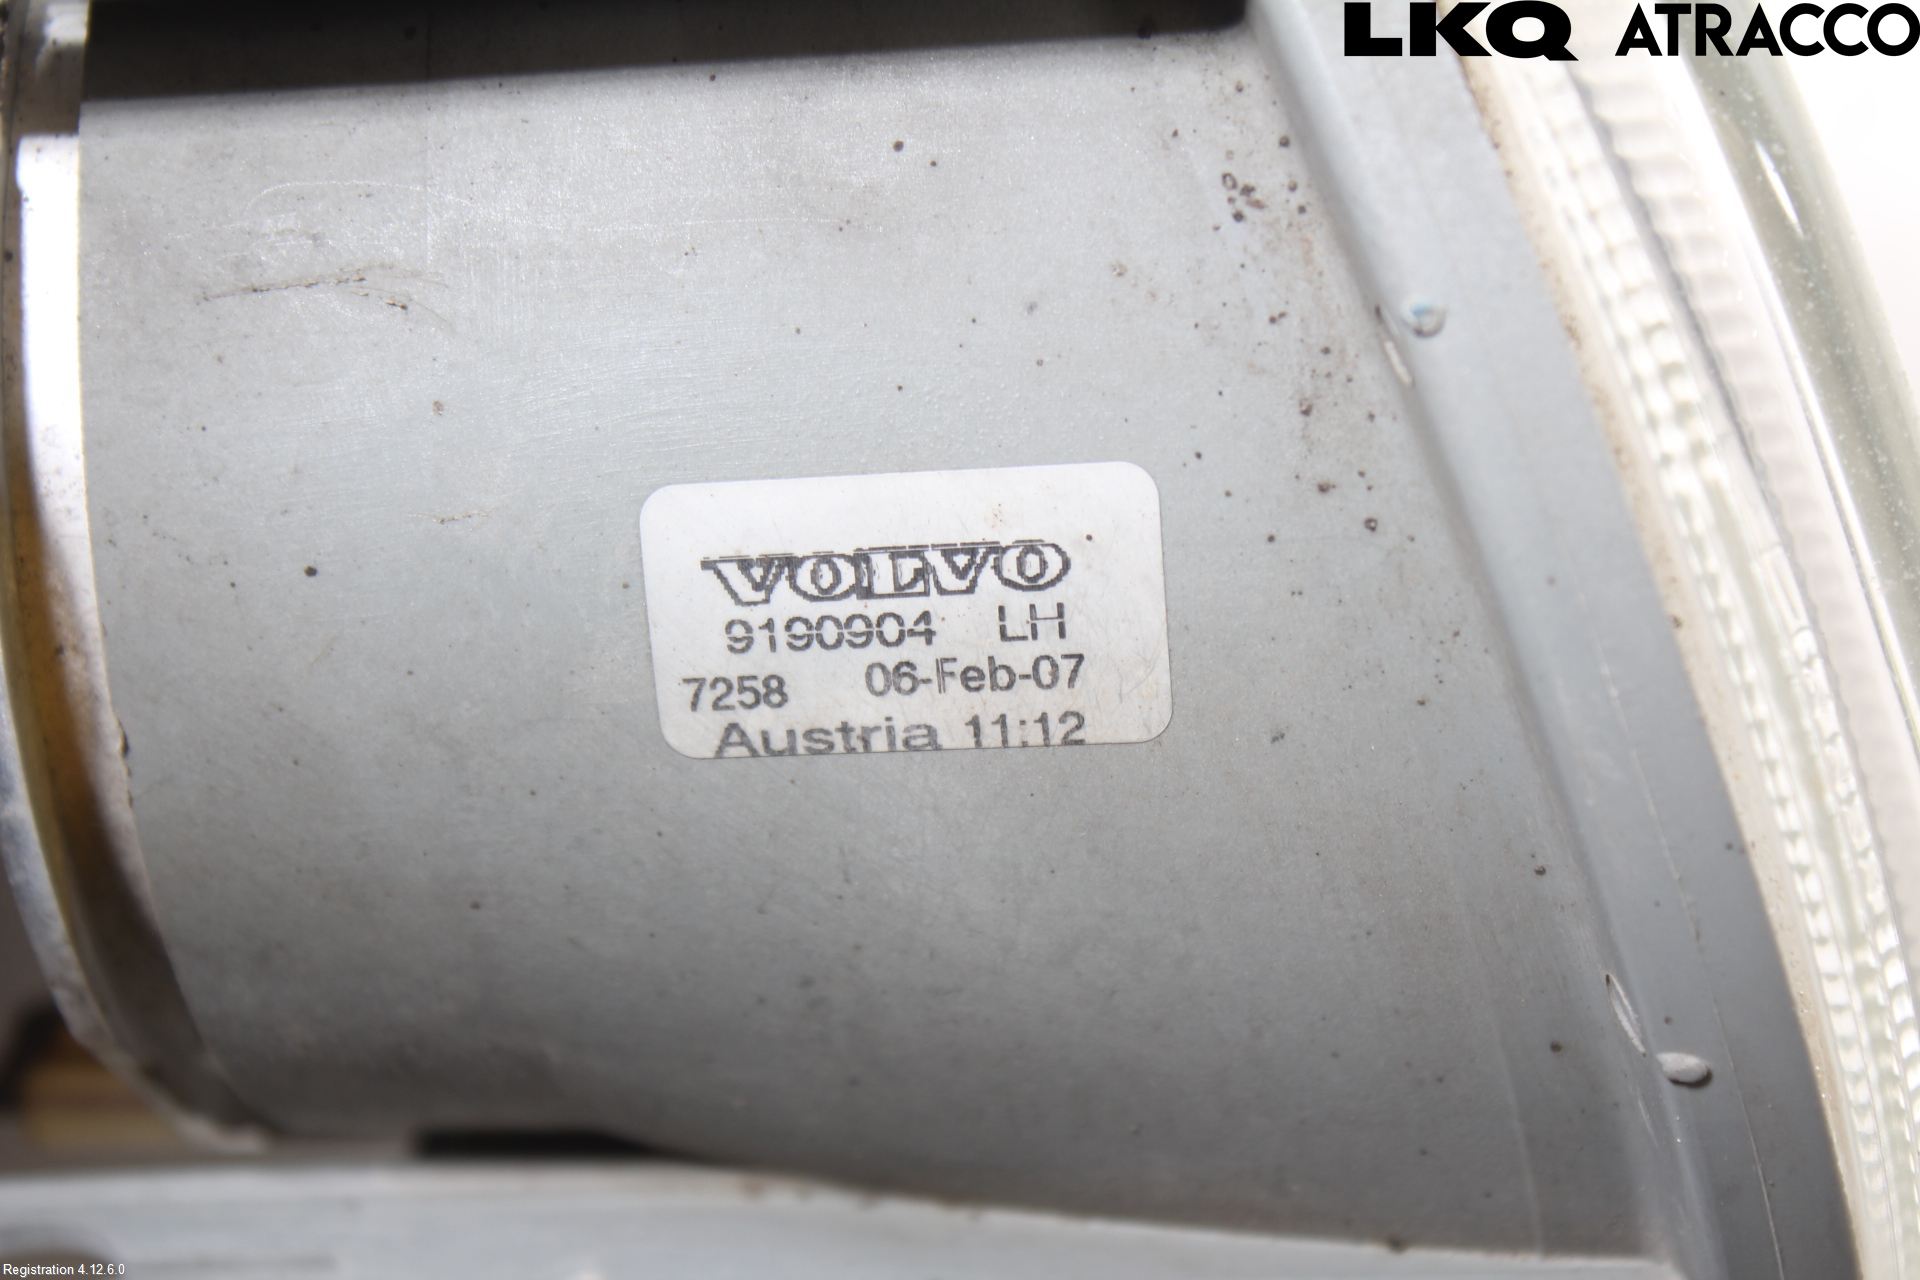 LKQ ATRACCO
VOLVO
9190904 LH
7258 06-Feb-07
Austria 11:12
Registration 4.12.6.0